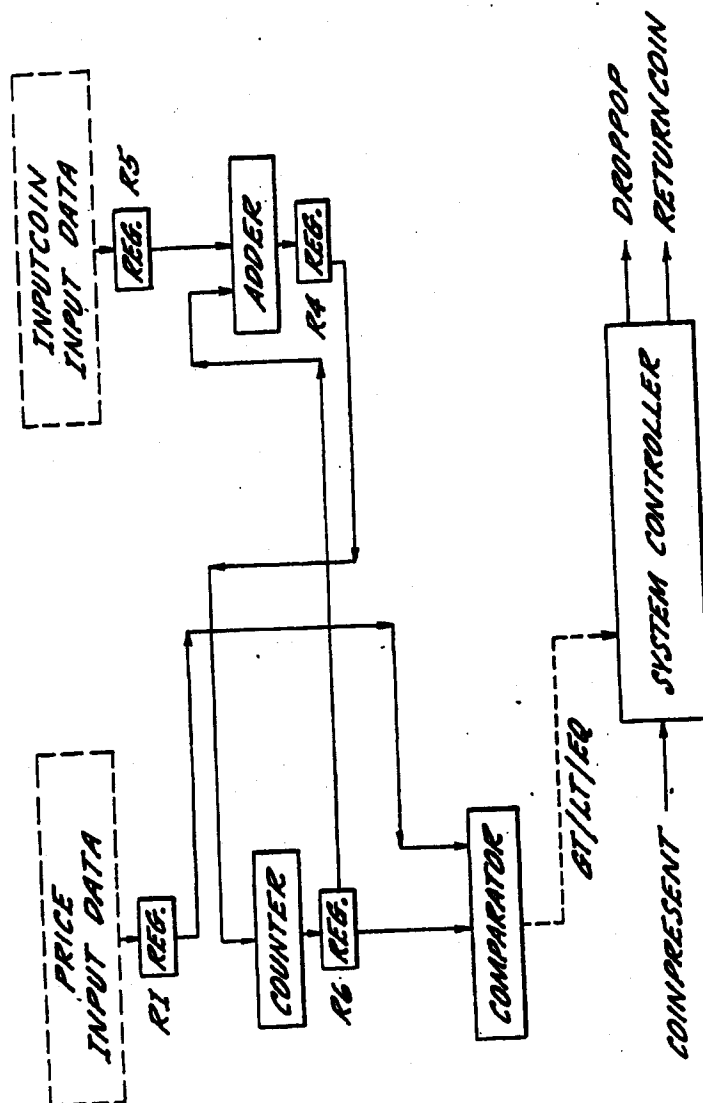 PRICE
INPUT DATA
INPUTCOIN
INPUT DATA
R1
REG.
REG.
R5
COUNTER
ADDER
R6
REG.
R4
REG.
COMPARATOR
GT/LT/EQ
COINPRESENT
SYSTEM CONTROLLER
DROPPOP
RETURNCOIN